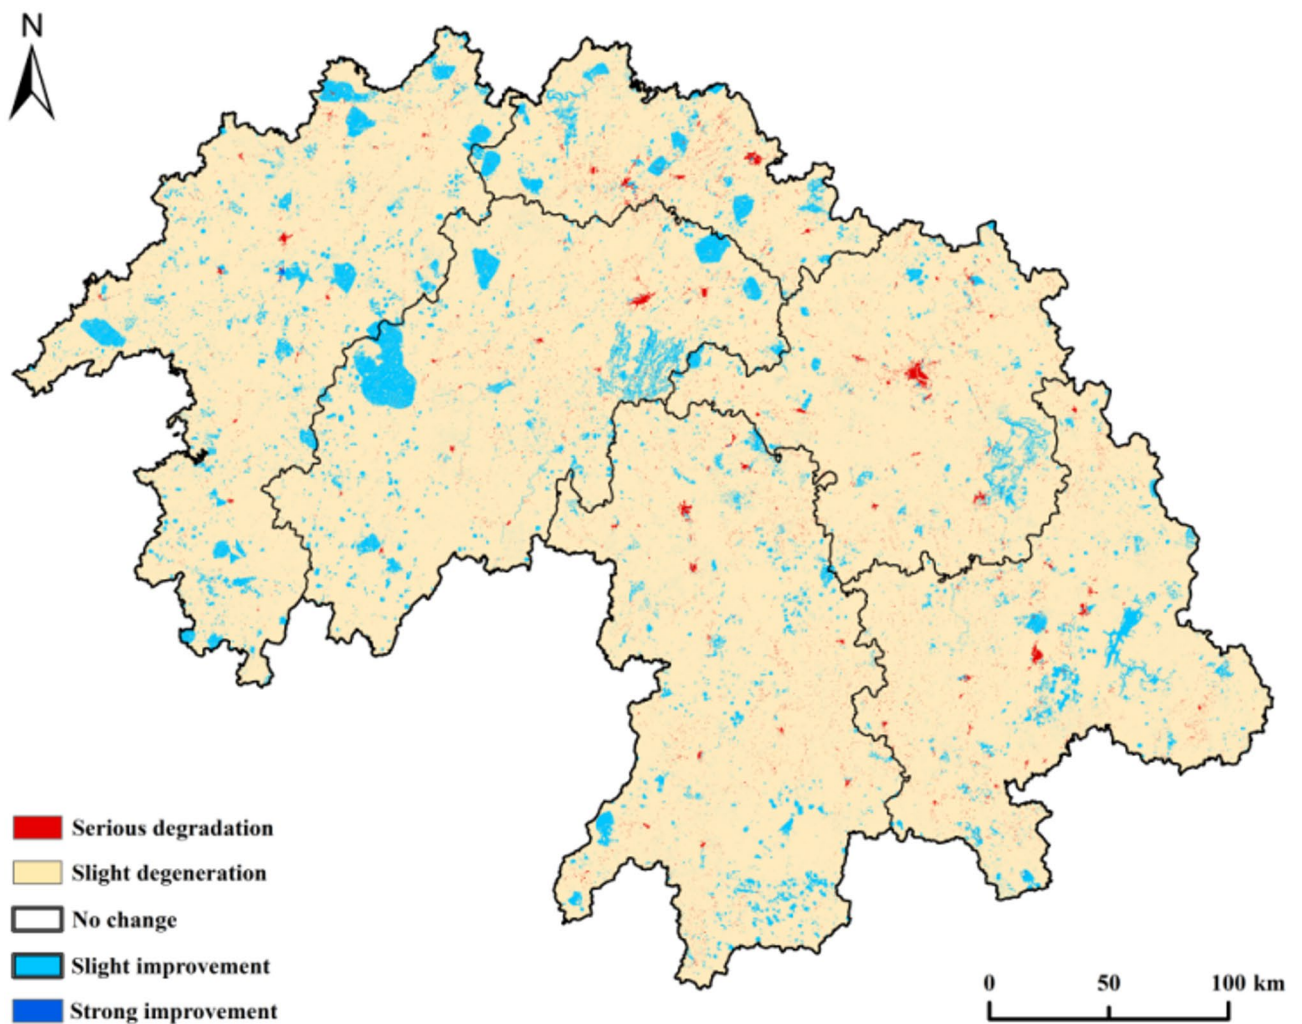 N
Serious degradation
Slight degeneration
No change
Slight improvement
Strong improvement
0 50 100 km